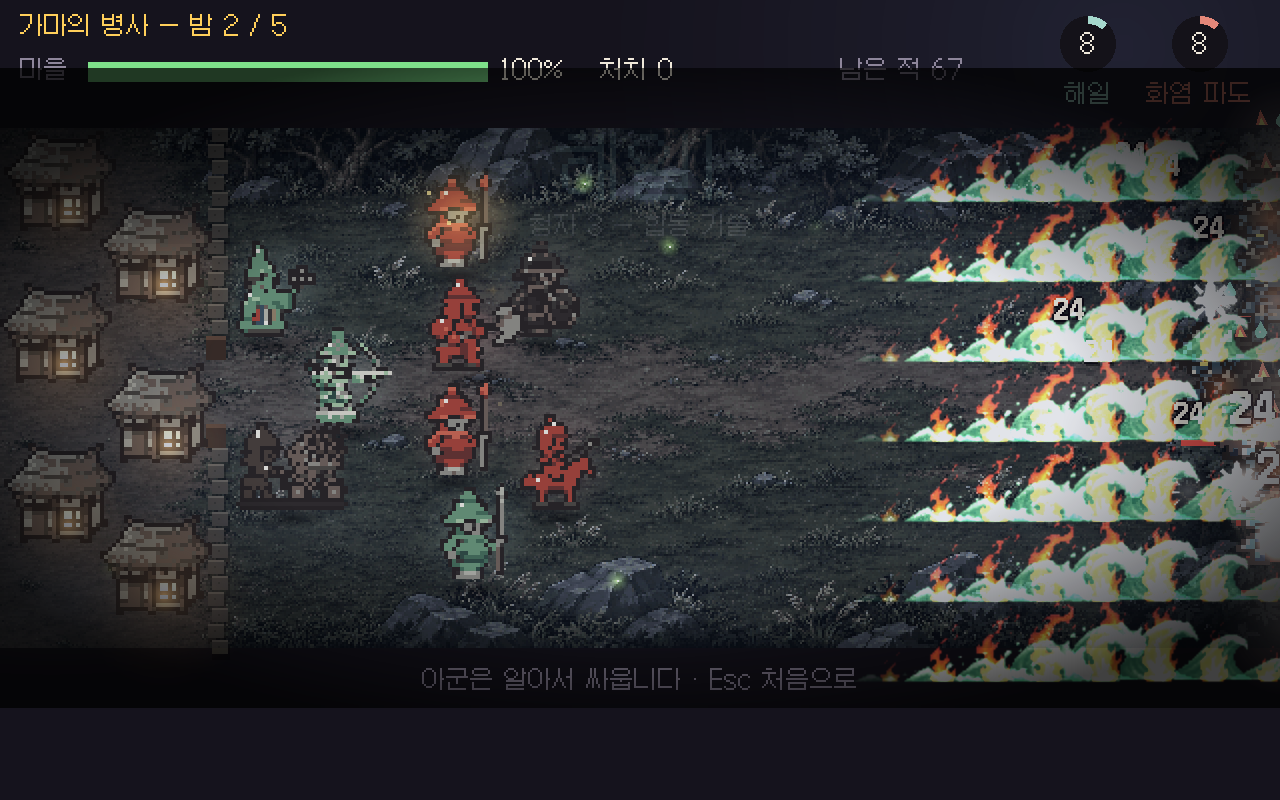 가마의 병사 — 밤 2 / 5
8 8
마을 100% 처치 0 남은 적 67
해일 화염 파도
24
24
24 24
아군은 알아서 싸웁니다 · Esc 처음으로